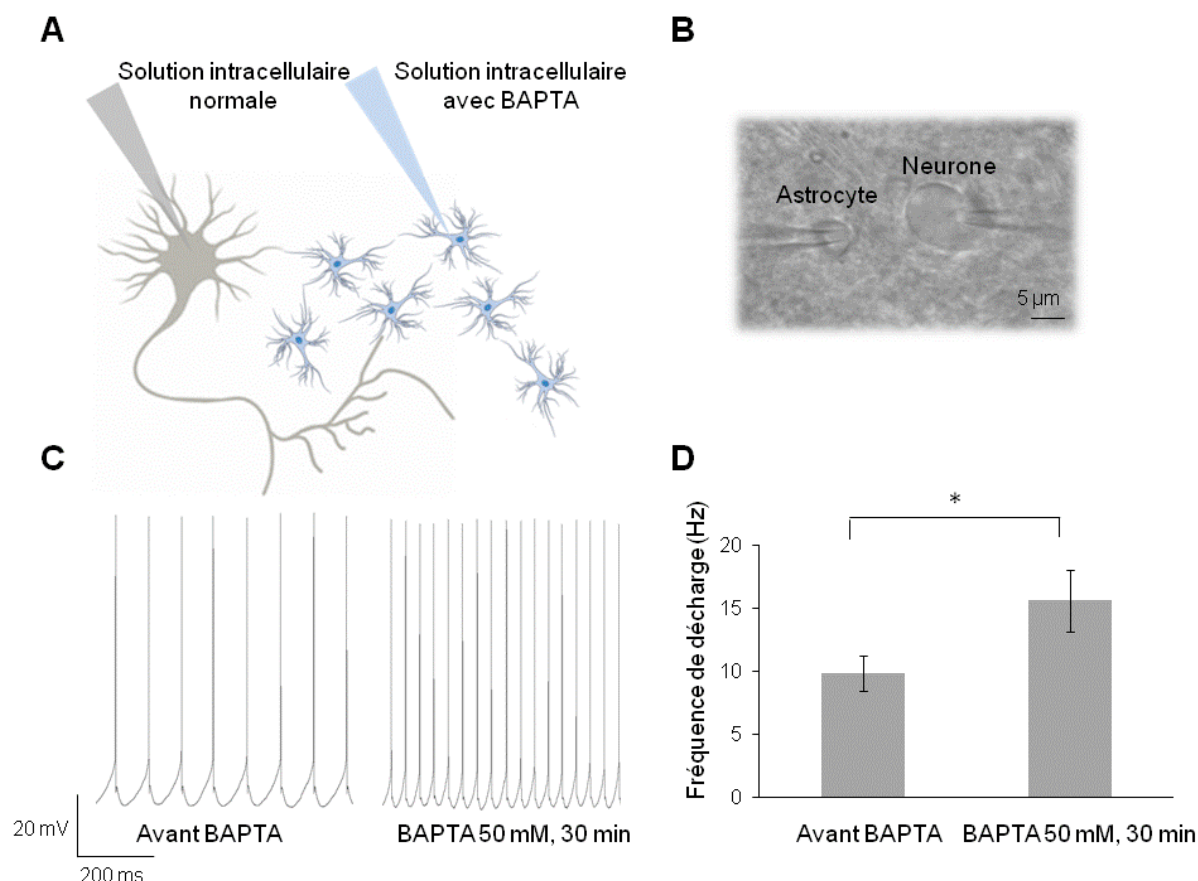 A
Solution intracellulaire
normale
Solution intracellulaire
avec BAPTA
B
Neurone
Astrocyte
5 µm
C
20 mV
200 ms
Avant BAPTA
BAPTA 50 mM, 30 min
D
*
Fréquence de décharge (Hz)
20
15
10
5
0
Avant BAPTA
BAPTA 50 mM, 30 min